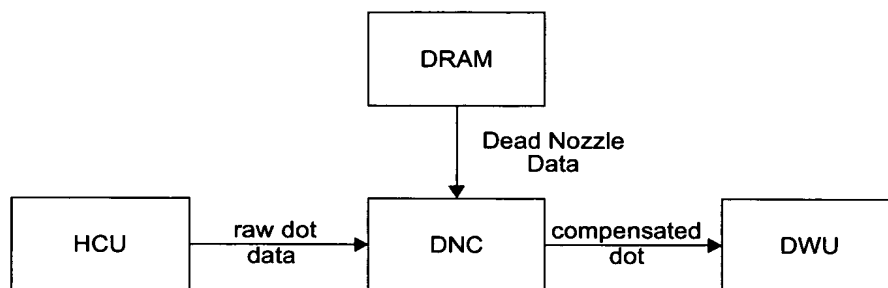 DRAM
Dead Nozzle
Data
HCU
raw dot
data
DNC
compensated
dot
DWU